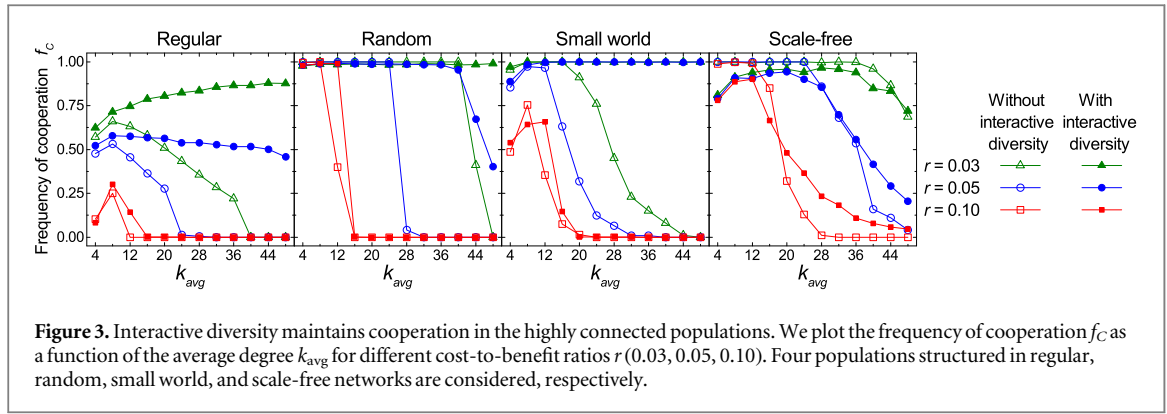 Regular Random Small world Scale-free
Frequency of cooperation f_C
1.00
0.75
0.50
0.25
0.00
4 12 20 28 36 44 4 12 20 28 36 44 4 12 20 28 36 44 4 12 20 28 36 44
k_avg k_avg k_avg k_avg
Without interactive diversity
With interactive diversity
r = 0.03
r = 0.05
r = 0.10
Figure 3. Interactive diversity maintains cooperation in the highly connected populations. We plot the frequency of cooperation f_C as
a function of the average degree k_avg for different cost-to-benefit ratios r (0.03, 0.05, 0.10). Four populations structured in regular,
random, small world, and scale-free networks are considered, respectively.